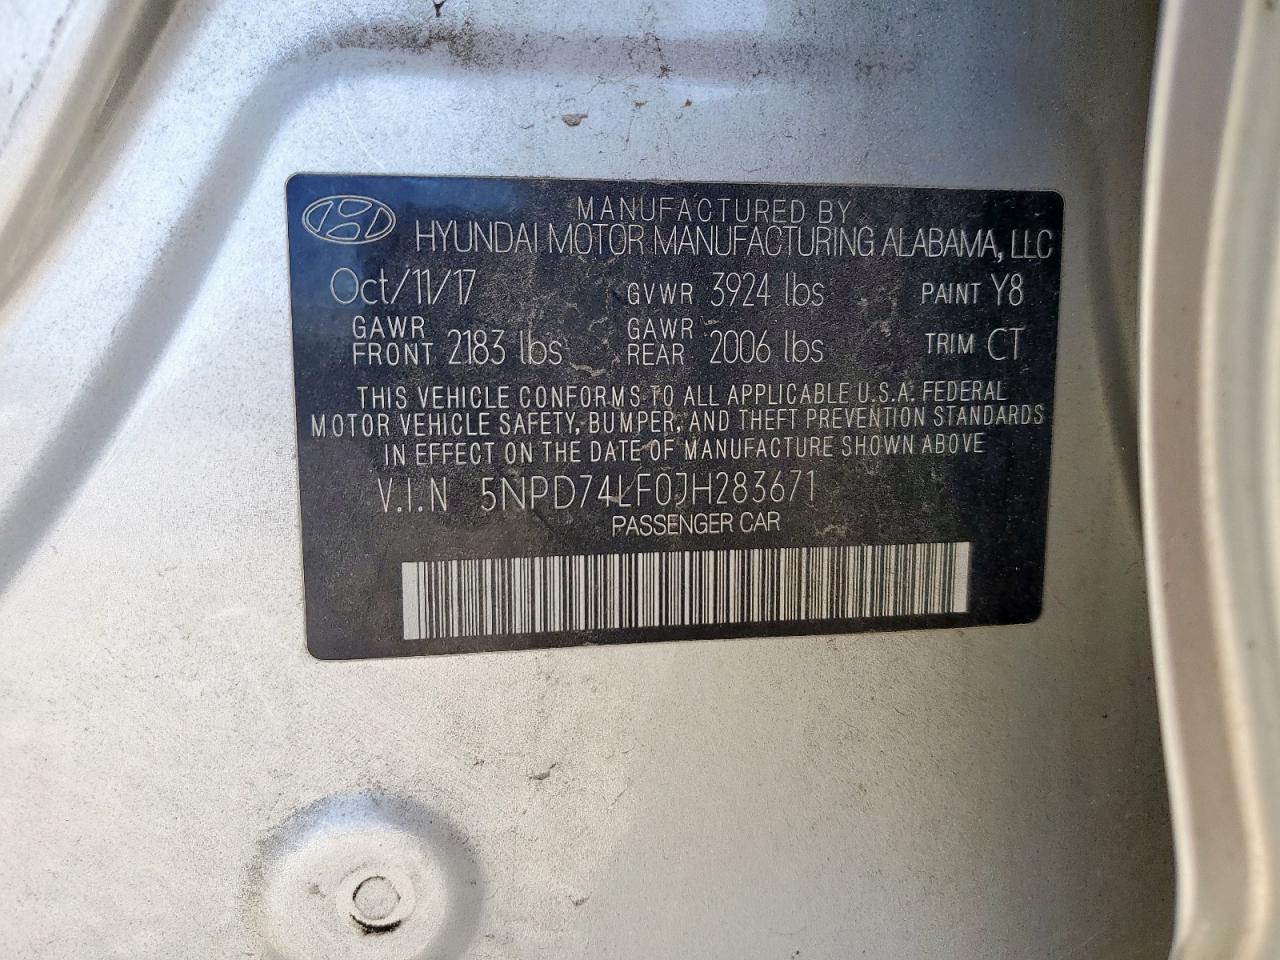 MANUFACTURED BY
HYUNDAI MOTOR MANUFACTURING ALABAMA, LLC
Oct/11/17 GVWR 3924 lbs PAINT Y8
GAWR FRONT 2183 lbs GAWR REAR 2006 lbs TRIM CT
THIS VEHICLE CONFORMS TO ALL APPLICABLE U.S.A. FEDERAL
MOTOR VEHICLE SAFETY, BUMPER, AND THEFT PREVENTION STANDARDS
IN EFFECT ON THE DATE OF MANUFACTURE SHOWN ABOVE
V.I.N 5NPD74LF0JH283671
PASSENGER CAR